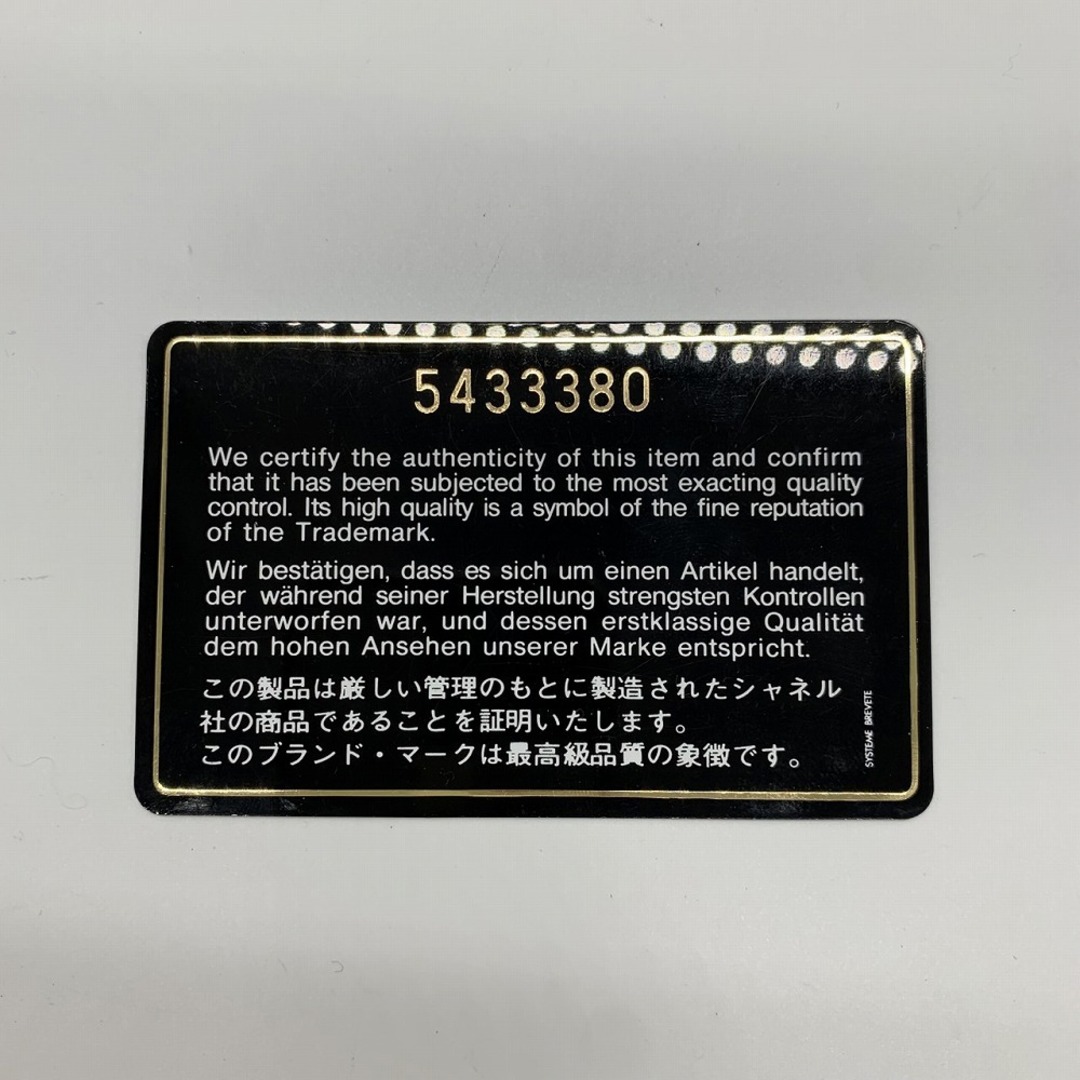 5433380
We certify the authenticity of this item and confirm
that it has been subjected to the most exacting quality
control. Its high quality is a symbol of the fine reputation
of the Trademark.
Wir bestätigen, dass es sich um einen Artikel handelt,
der während seiner Herstellung strengsten Kontrollen
unterworfen war, und dessen erstklassige Qualität
dem hohen Ansehen unserer Marke entspricht.
この製品は厳しい管理のもとに製造されたシャネル
社の商品であることを証明いたします。
このブランド・マークは最高級品質の象徴です。
SYSTEME BREVETE